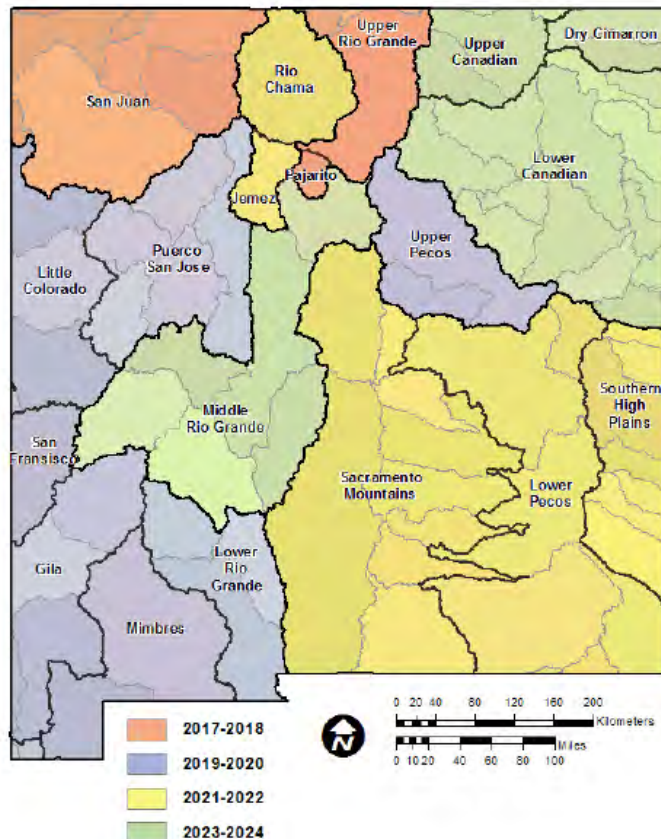 Upper
Rio Grande
Upper
Canadian
Dry Cimarron
Rio
Chama
San Juan
Lower
Canadian
Pajarito
Jemez
Upper
Pecos
Puerco
San Jose
Little
Colorado
Middle
Rio Grande
Southern
High
Plains
San
Fransisco
Sacramento
Mountains
Lower
Pecos
Lower
Rio
Grande
Gila
Mimbres
2017-2018
2019-2020
2021-2022
2023-2024
N
0 20 40 80 120 160 200
Kilometers
Miles
0 10 20 40 60 80 100